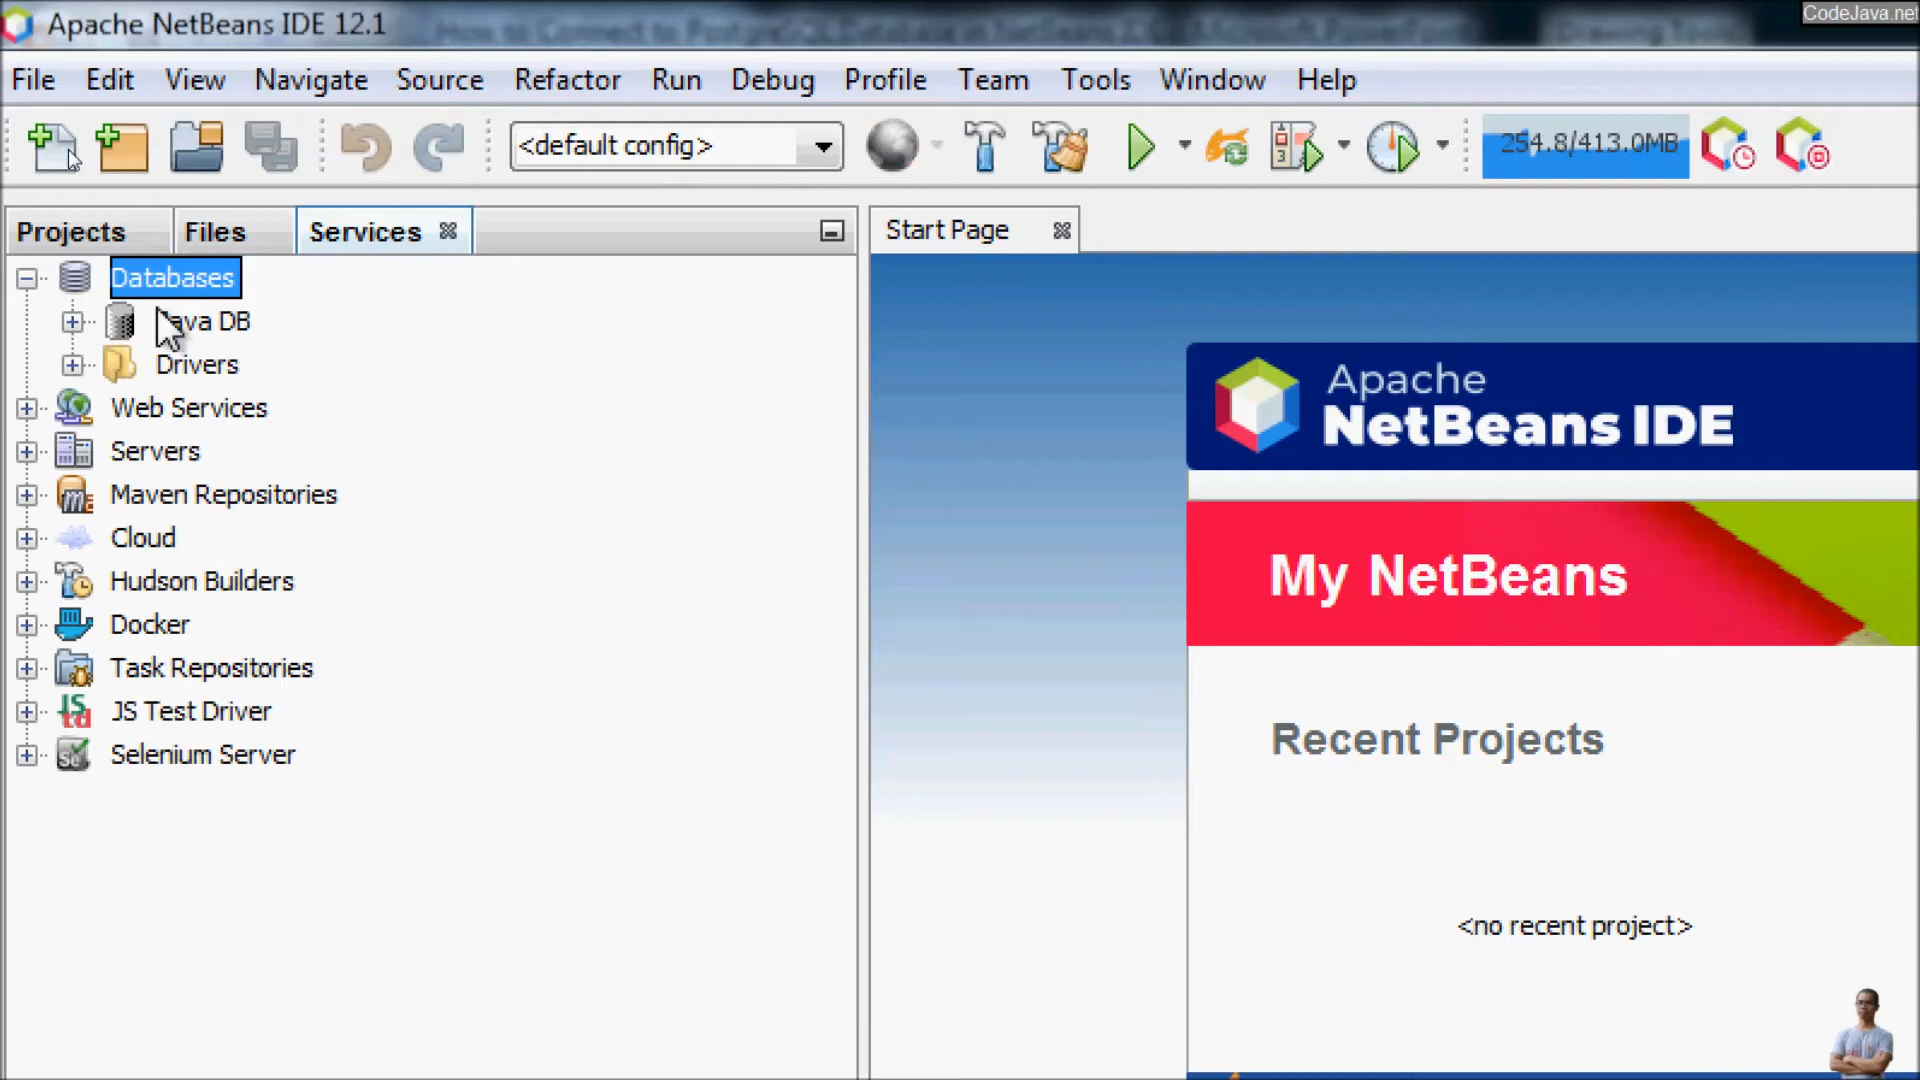 CodeJava.net
Apache NetBeans IDE 12.1
File Edit View Navigate Source Refactor Run Debug Profile Team Tools Window Help
<default config> 254.8/413.0MB
Projects Files Services Start Page
Databases
Java DB
Drivers
Web Services
Servers
Maven Repositories
Cloud
Hudson Builders
Docker
Task Repositories
JS Test Driver
Selenium Server
Apache
NetBeans IDE
My NetBeans
Recent Projects
<no recent project>